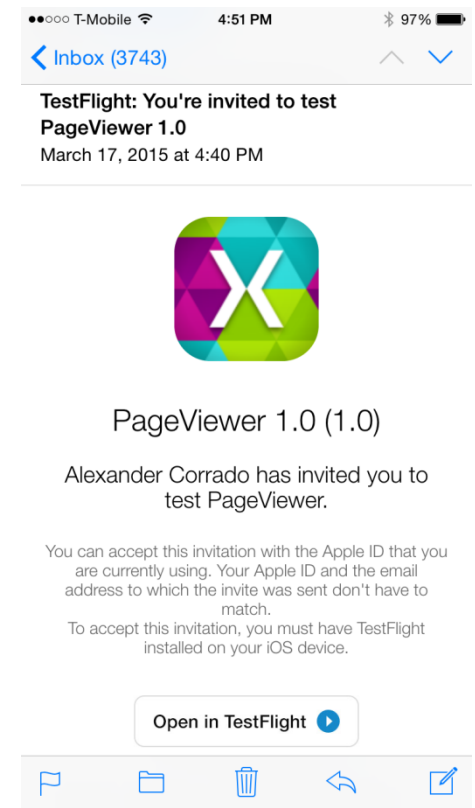 T-Mobile 4:51 PM 97%
Inbox (3743)
TestFlight: You're invited to test
PageViewer 1.0
March 17, 2015 at 4:40 PM
X
PageViewer 1.0 (1.0)
Alexander Corrado has invited you to
test PageViewer.
You can accept this invitation with the Apple ID that you
are currently using. Your Apple ID and the email
address to which the invite was sent don't have to
match.
To accept this invitation, you must have TestFlight
installed on your iOS device.
Open in TestFlight